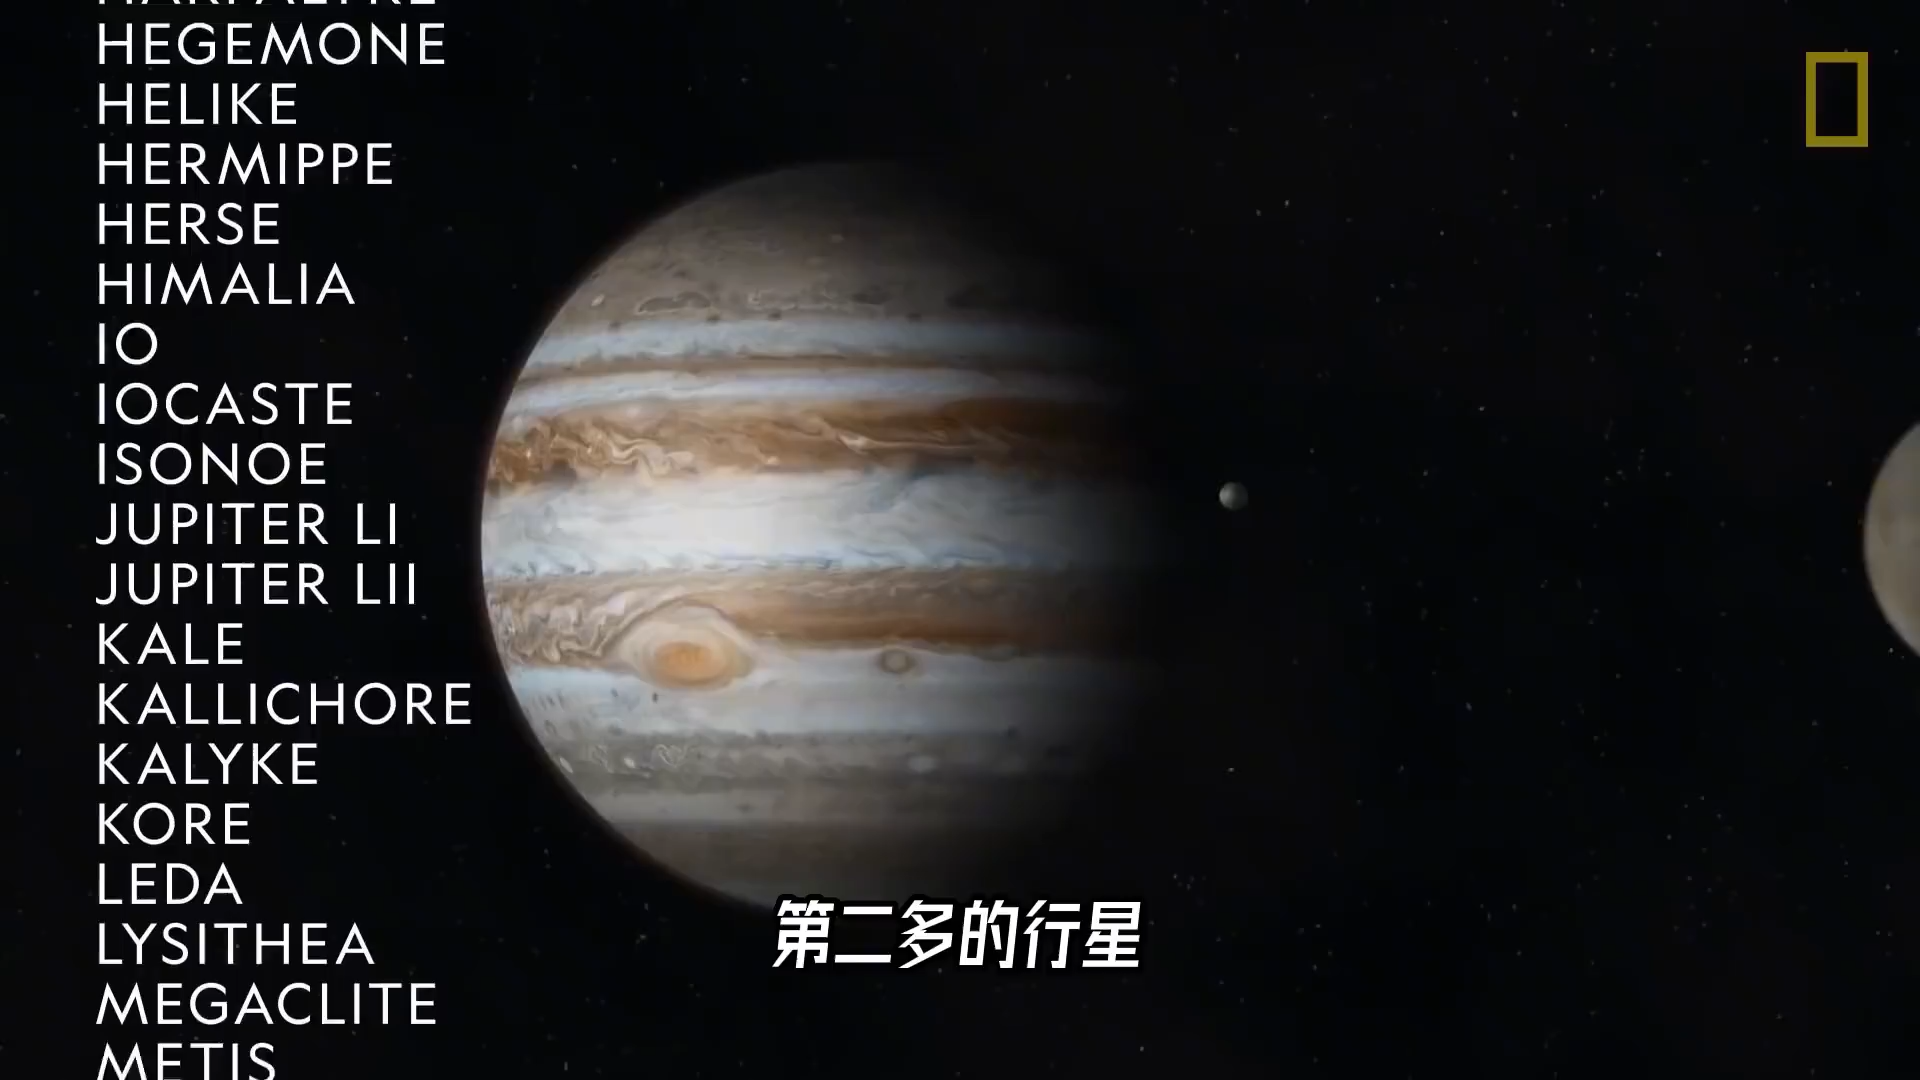 HEGEMONE
HELIKE
HERMIPPE
HERSE
HIMALIA
IO
IOCASTE
ISONOE
JUPITER LI
JUPITER LII
KALE
KALLICHORE
KALYKE
KORE
LEDA
LYSITHEA
MEGACLITE
METIS
第二多的行星